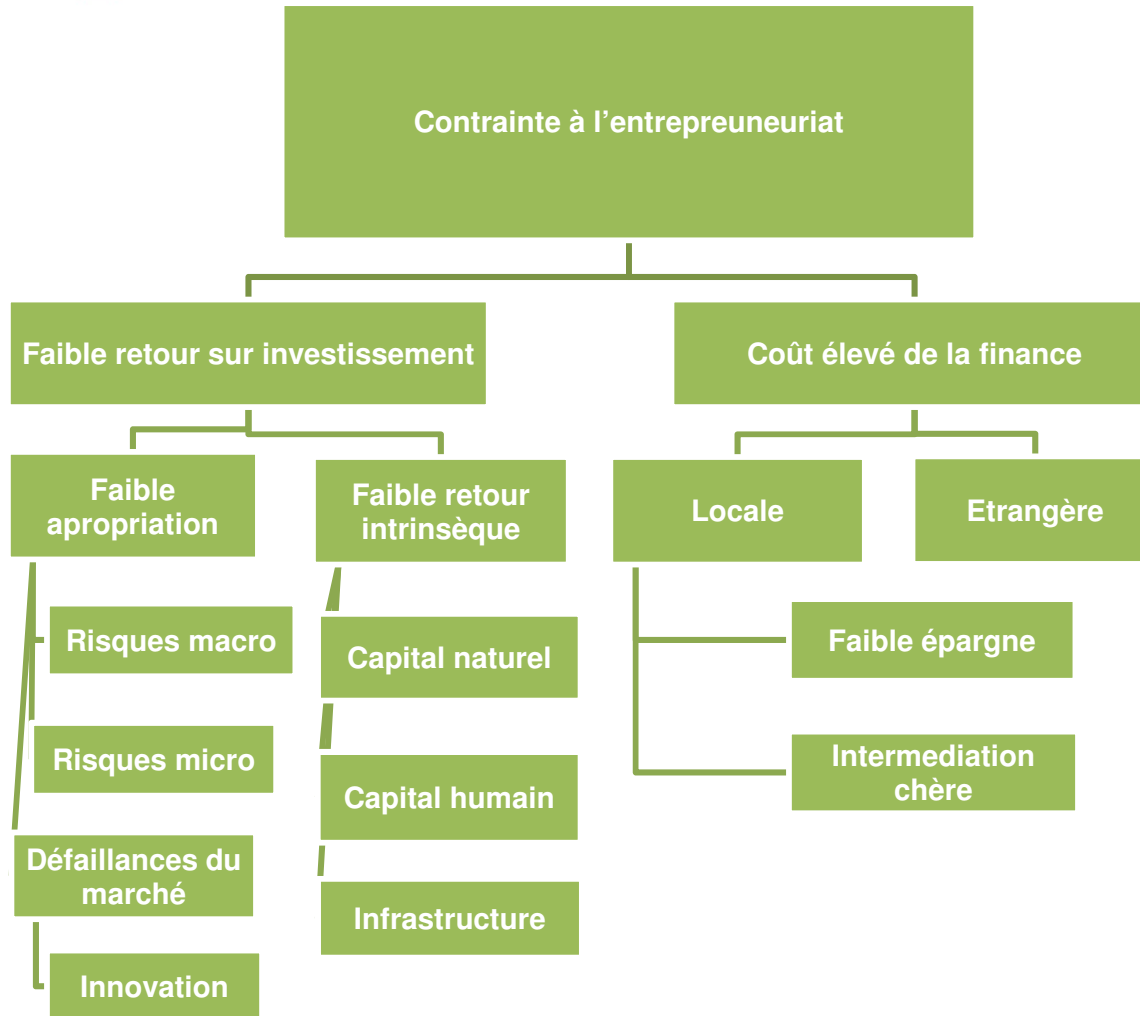 Contrainte à l’entrepreuneuriat
Faible retour sur investissement
Coût élevé de la finance
Faible
apropriation
Faible retour
intrinsèque
Locale
Etrangère
Risques macro
Capital naturel
Faible épargne
Risques micro
Capital humain
Intermediation
chère
Défaillances du
marché
Infrastructure
Innovation